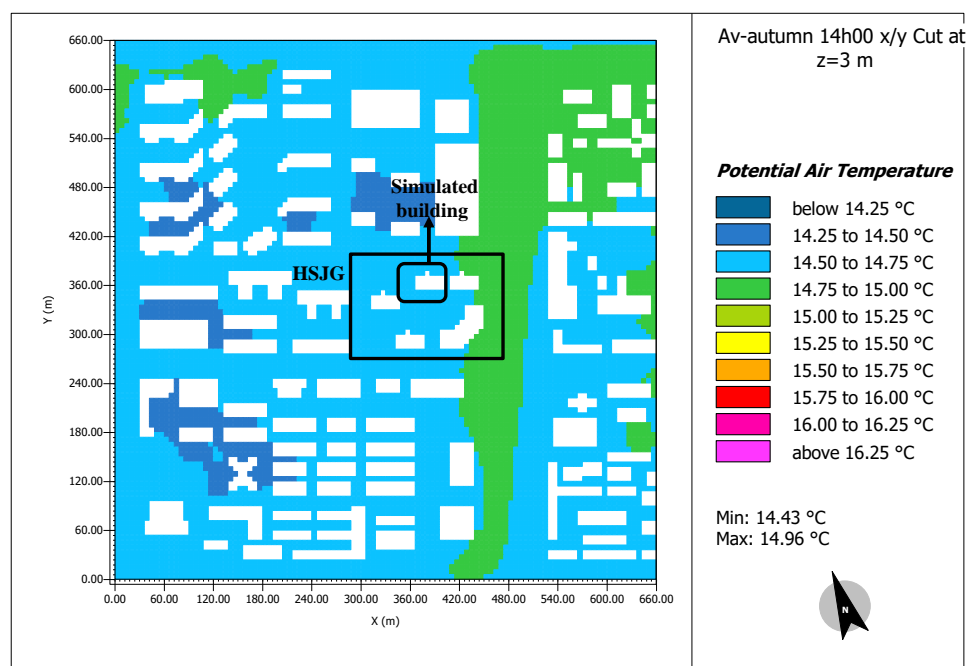 Av-autumn 14h00 x/y Cut at
z=3 m
660.00
600.00
540.00
480.00
420.00
360.00
300.00
240.00
180.00
120.00
60.00
0.00
Y (m)
Simulated
building
HSJG
0.00 60.00 120.00 180.00 240.00 300.00 360.00 420.00 480.00 540.00 600.00 660.00
X (m)
Potential Air Temperature
below 14.25 °C
14.25 to 14.50 °C
14.50 to 14.75 °C
14.75 to 15.00 °C
15.00 to 15.25 °C
15.25 to 15.50 °C
15.50 to 15.75 °C
15.75 to 16.00 °C
16.00 to 16.25 °C
above 16.25 °C
Min: 14.43 °C
Max: 14.96 °C
N